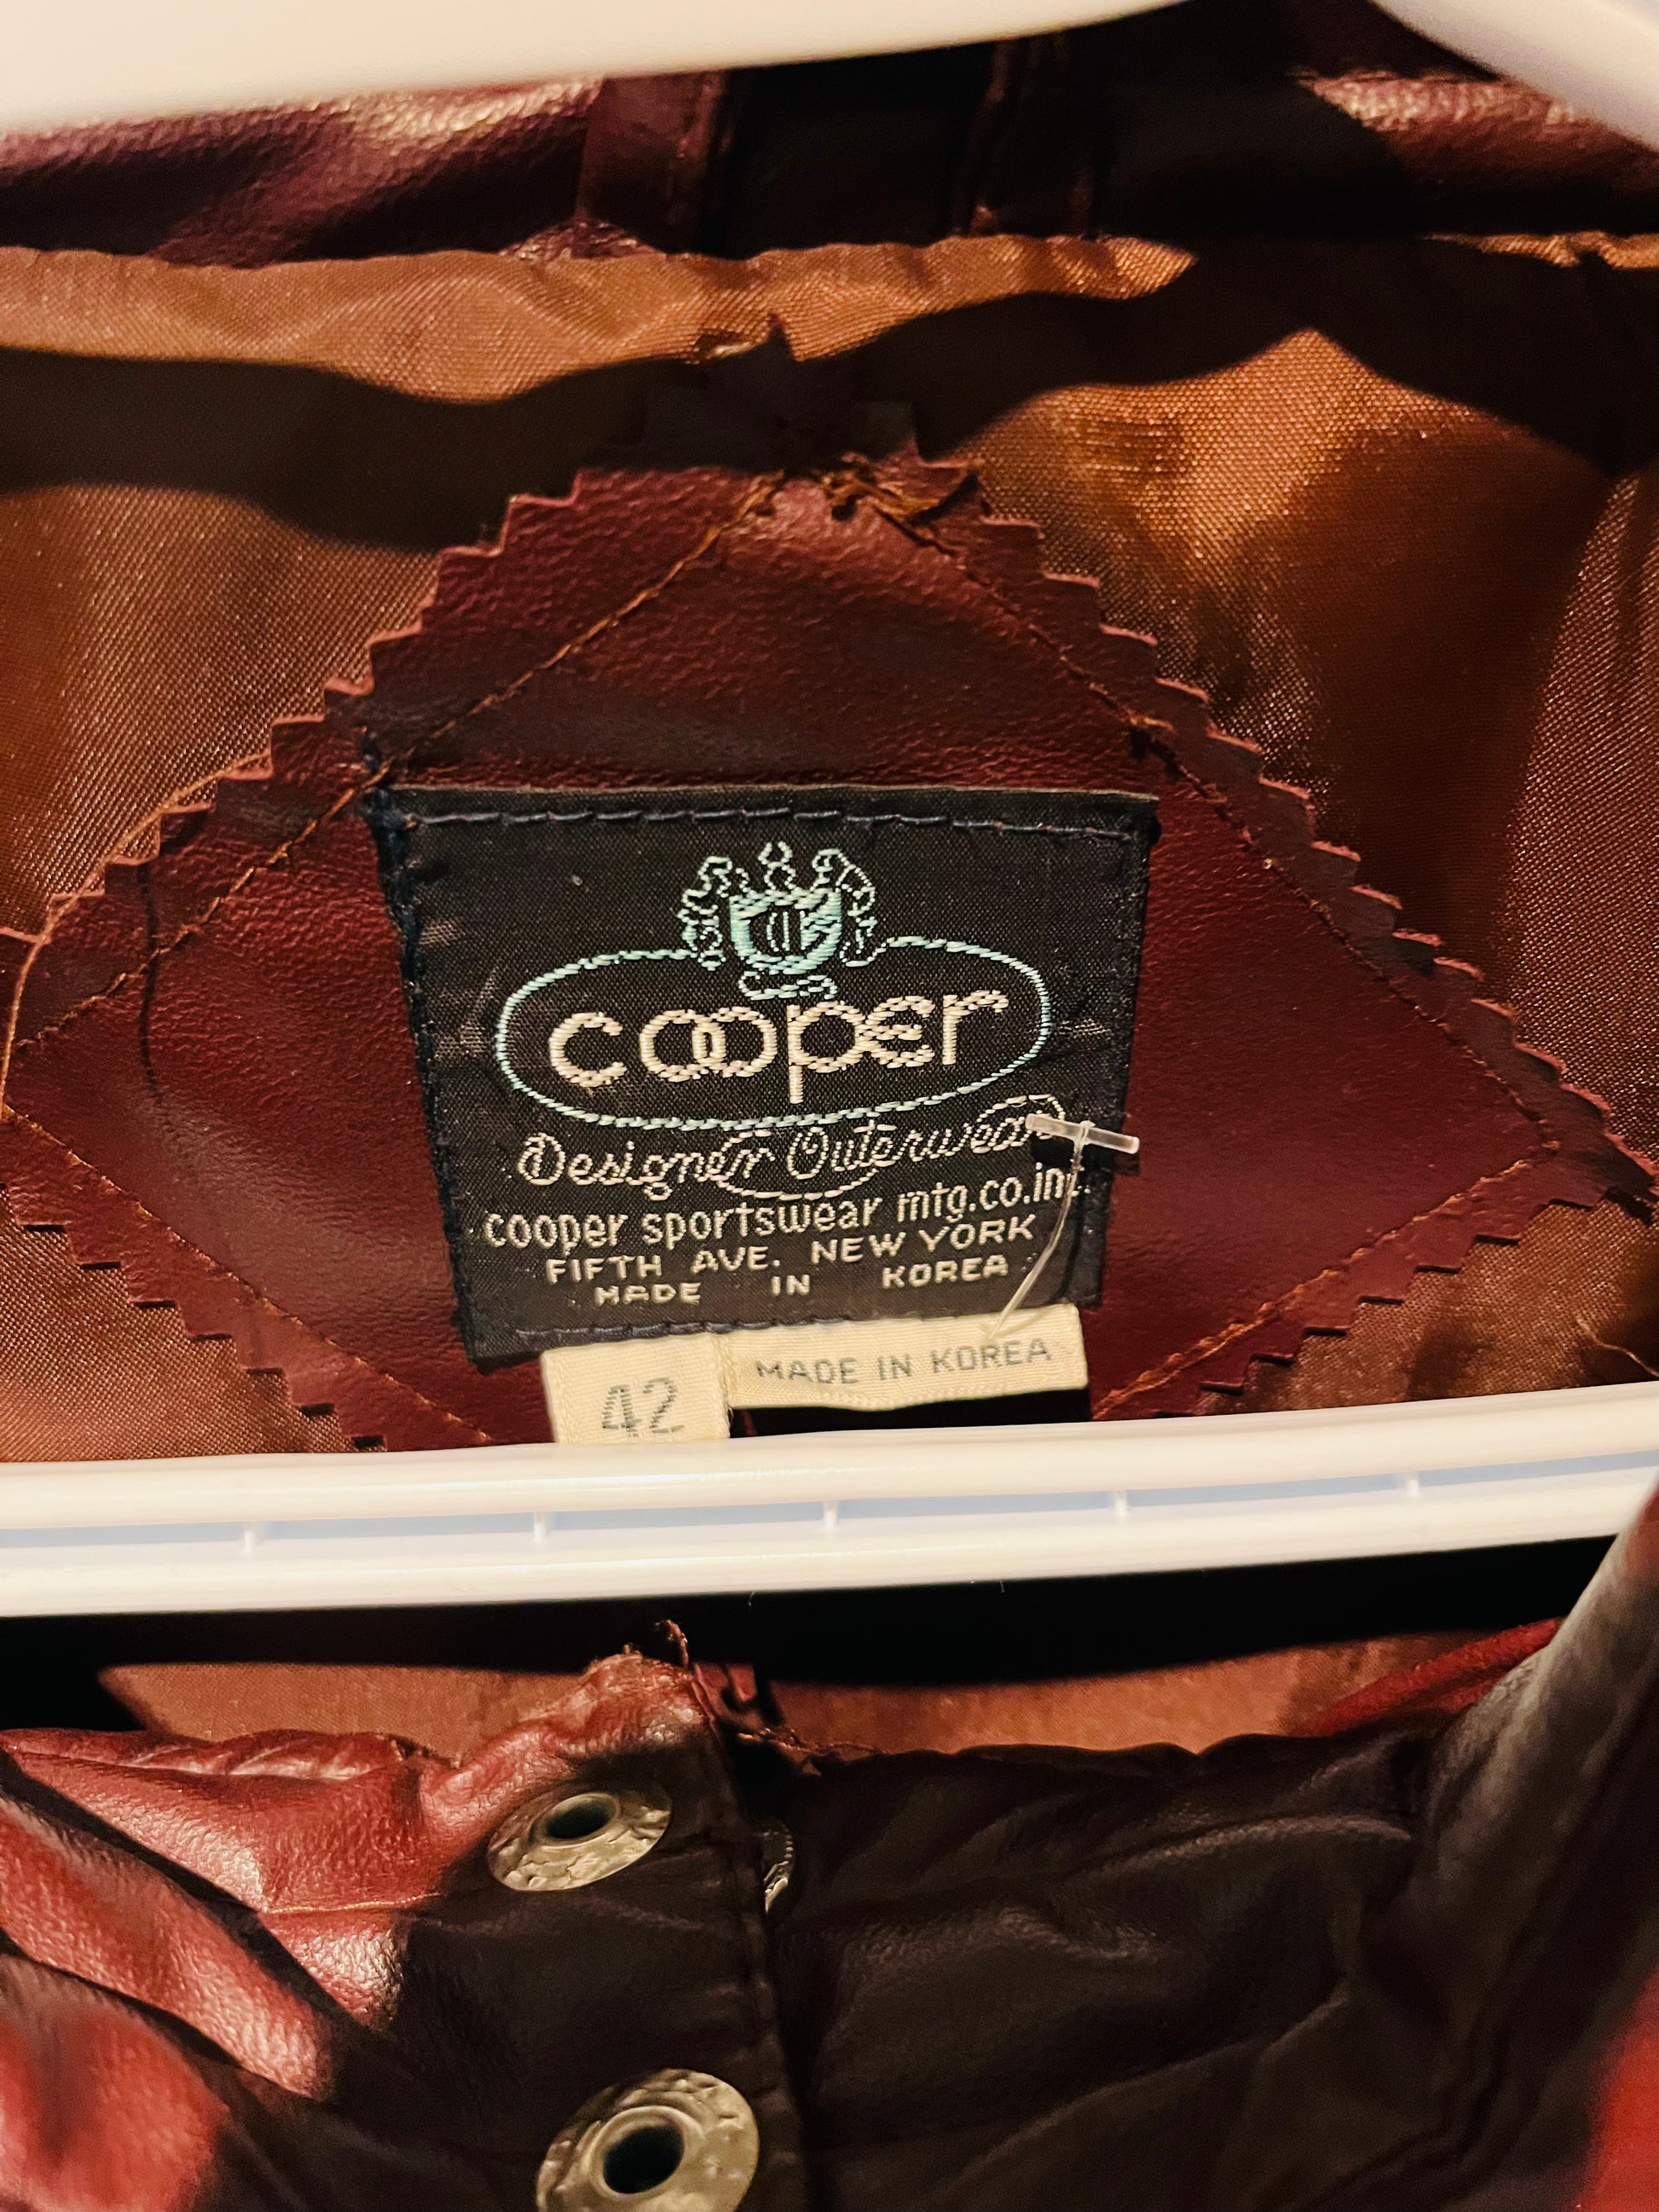 cooper
Designer Outerwear
cooper sportswear mfg.co.inc.
FIFTH AVE. NEW YORK
MADE IN KOREA
MADE IN KOREA
42